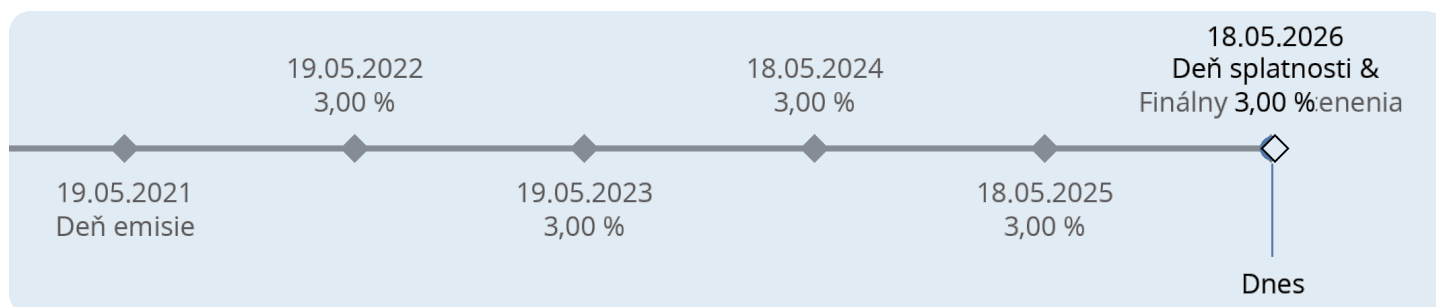 19.05.2021
Deň emisie
19.05.2022
3,00 %
19.05.2023
3,00 %
18.05.2024
3,00 %
18.05.2025
3,00 %
18.05.2026
Deň splatnosti &
Finálny 3,00 %
Dnes